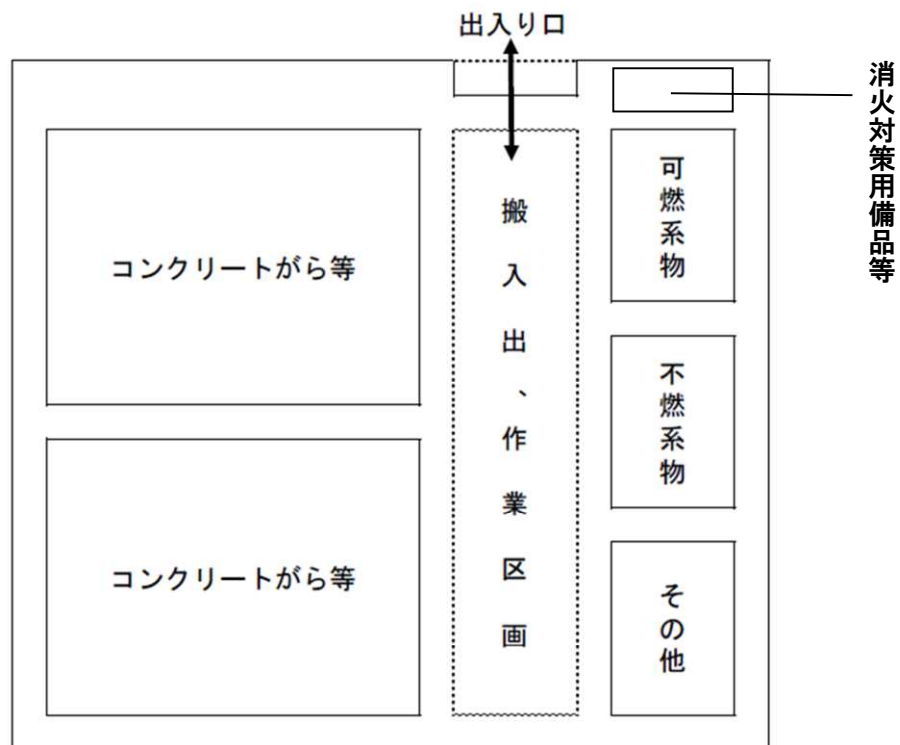 出入り口
消火対策用備品等
コンクリートがら等
搬入出、作業区画
可燃系物
不燃系物
コンクリートがら等
その他